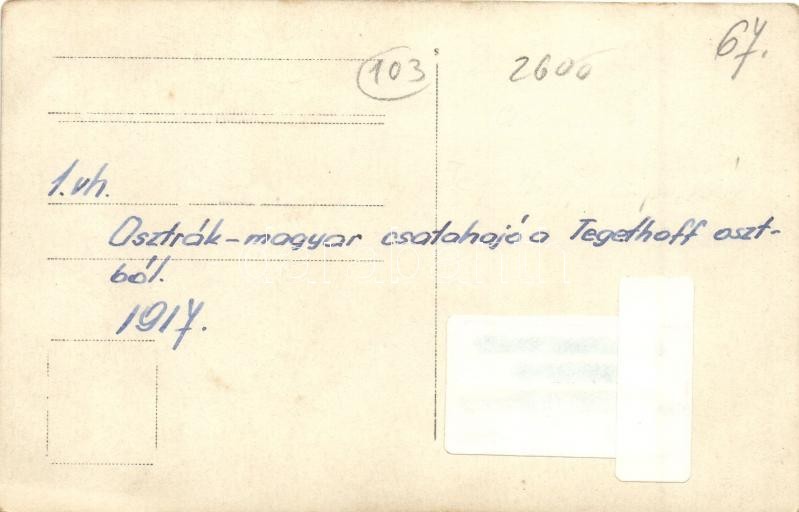 103
2600
67.
1.vh.
Osztrák-magyar csatahajó a Tegethoff oszt-
ból.
1917.